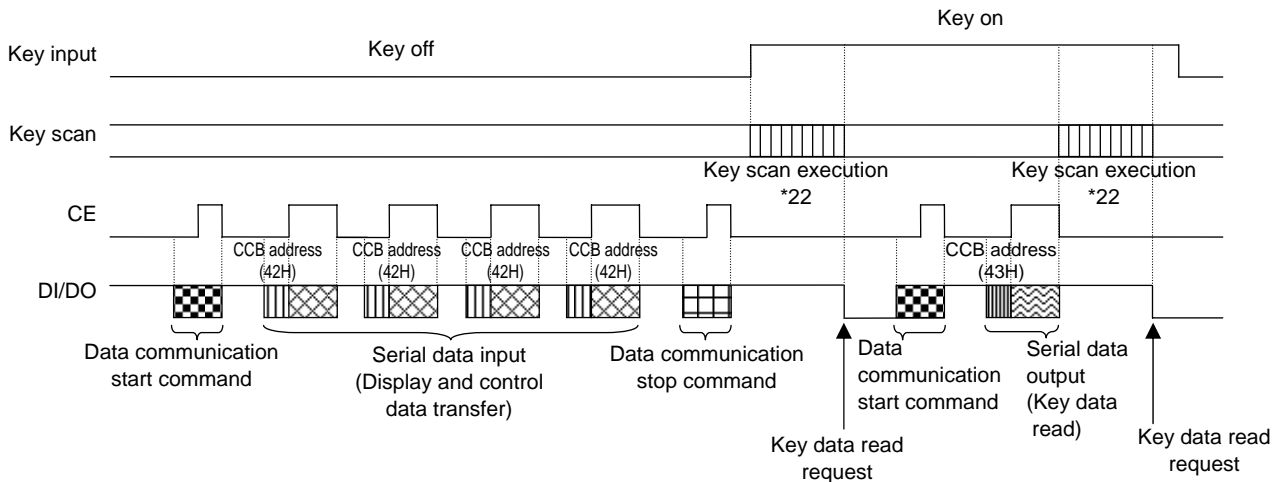 Key on
Key off
Key input
Key scan
Key scan execution
*22
Key scan execution
*22
CE
CCB address
(42H)
CCB address
(42H)
CCB address
(42H)
CCB address
(42H)
CCB address
(43H)
DI/DO
Data communication
start command
Serial data input
(Display and control
data transfer)
Data communication
stop command
Data
communication
start command
Serial data
output
(Key data
read)
Key data read
request
Key data read
request